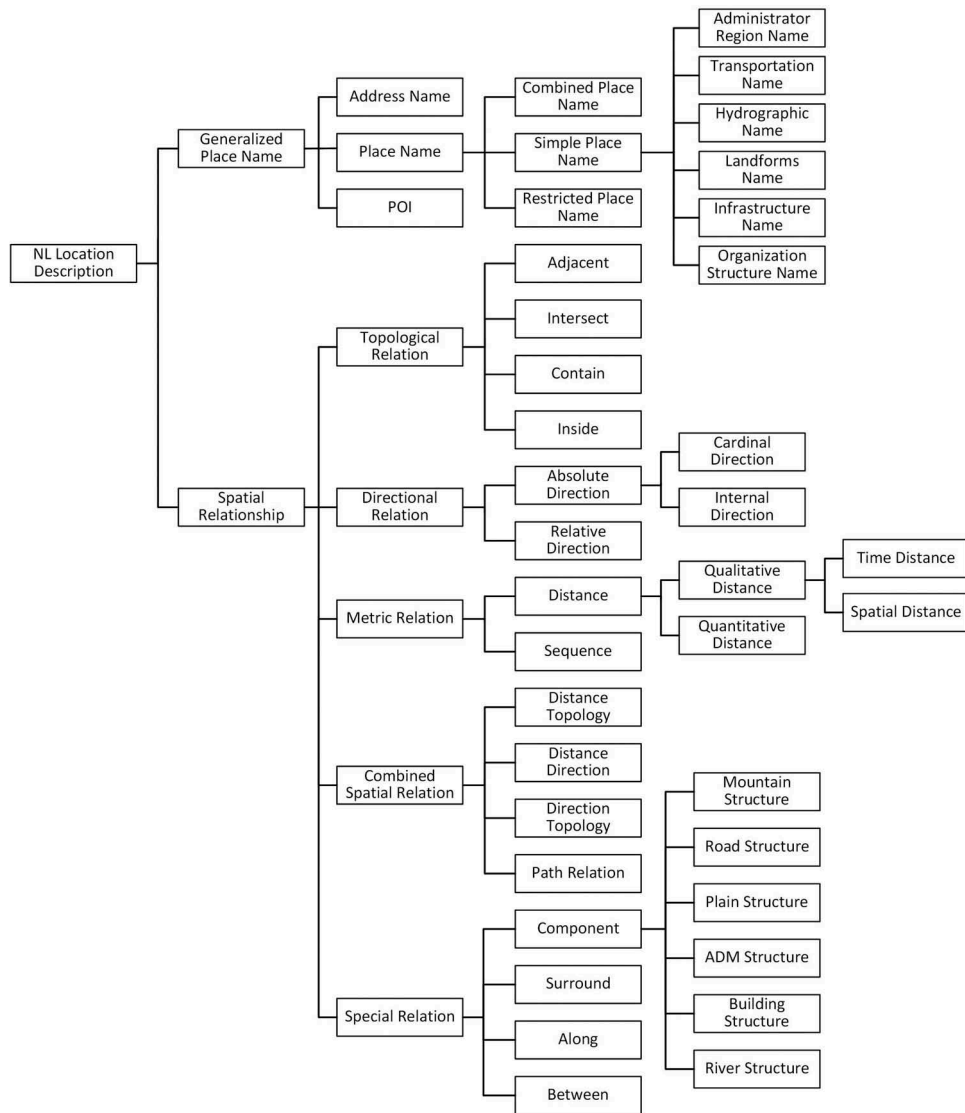 NL Location
Description
Generalized
Place Name
Address Name
Place Name
POI
Combined Place
Name
Simple Place
Name
Restricted Place
Name
Administrator
Region Name
Transportation
Name
Hydrographic
Name
Landforms
Name
Infrastructure
Name
Organization
Structure Name
Spatial
Relationship
Topological
Relation
Adjacent
Intersect
Contain
Inside
Directional
Relation
Absolute
Direction
Cardinal
Direction
Internal
Direction
Relative
Direction
Metric Relation
Distance
Qualitative
Distance
Time Distance
Spatial Distance
Quantitative
Distance
Sequence
Combined
Spatial Relation
Distance
Topology
Distance
Direction
Direction
Topology
Path Relation
Special Relation
Component
Mountain
Structure
Road Structure
Plain Structure
ADM Structure
Building
Structure
River Structure
Surround
Along
Between